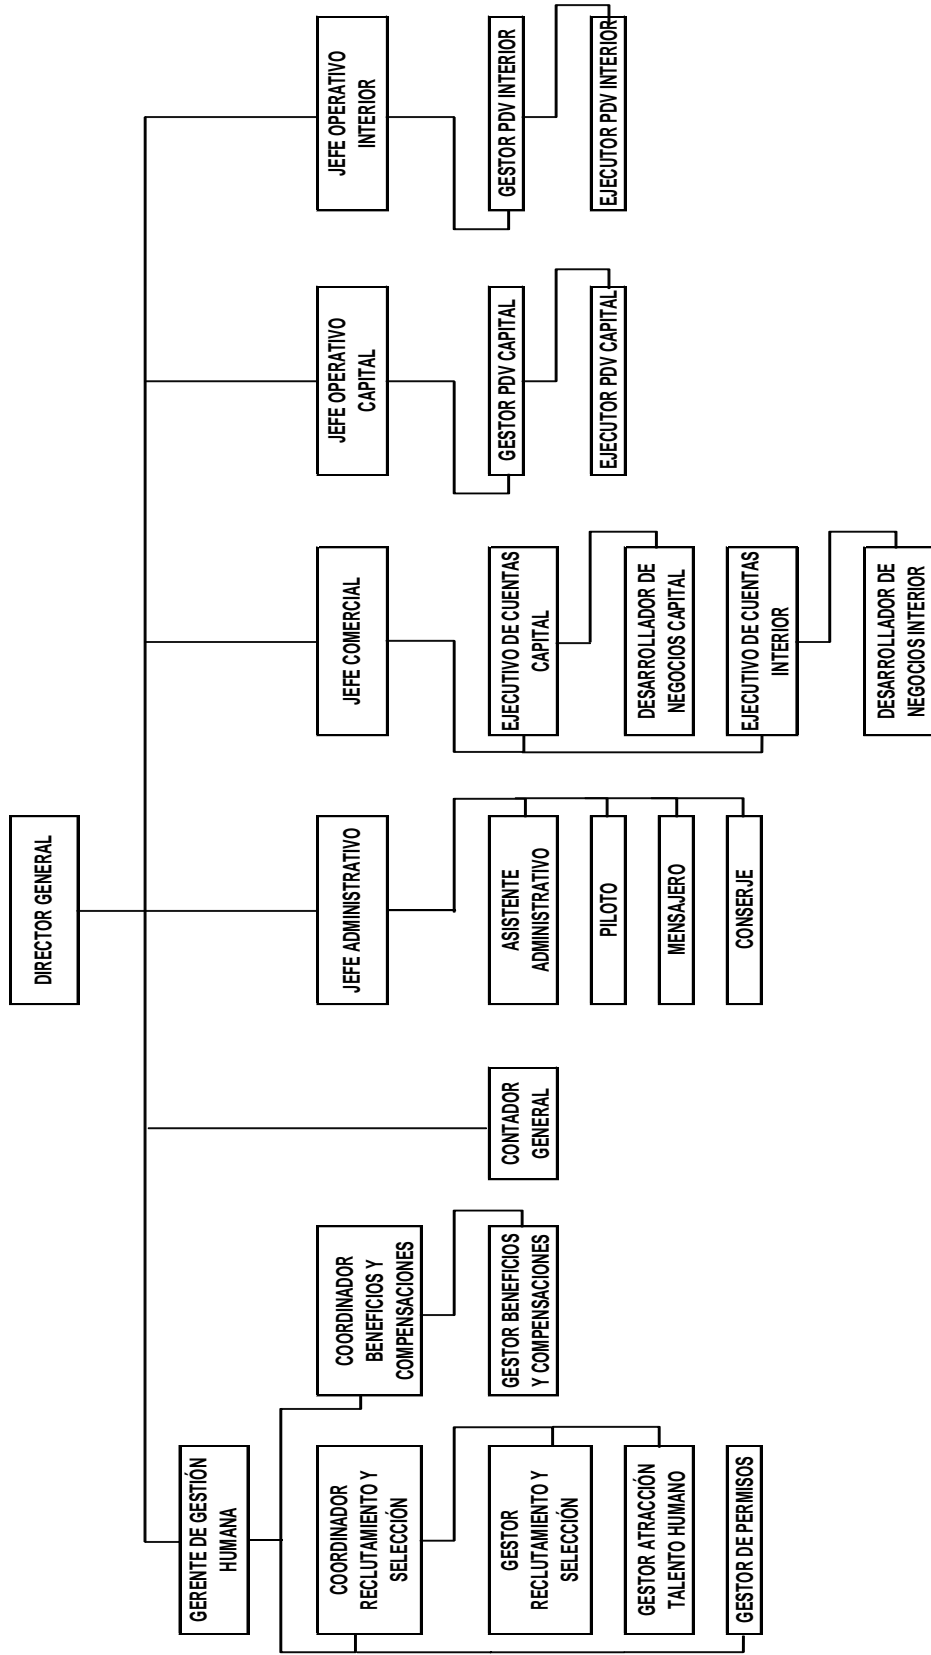 DIRECTOR GENERAL
GERENTE DE GESTIÓN
HUMANA
COORDINADOR
RECLUTAMIENTO Y
SELECCIÓN
GESTOR
RECLUTAMIENTO Y
SELECCIÓN
GESTOR ATRACCIÓN
TALENTO HUMANO
GESTOR DE PERMISOS
COORDINADOR
BENEFICIOS Y
COMPENSACIONES
GESTOR BENEFICIOS
Y COMPENSACIONES
CONTADOR
GENERAL
JEFE ADMINISTRATIVO
ASISTENTE
ADMINISTRATIVO
PILOTO
MENSAJERO
CONSERJE
JEFE COMERCIAL
EJECUTIVO DE CUENTAS
CAPITAL
DESARROLLADOR DE
NEGOCIOS CAPITAL
EJECUTIVO DE CUENTAS
INTERIOR
DESARROLLADOR DE
NEGOCIOS INTERIOR
JEFE OPERATIVO
CAPITAL
GESTOR PDV CAPITAL
EJECUTOR PDV CAPITAL
JEFE OPERATIVO
INTERIOR
GESTOR PDV INTERIOR
EJECUTOR PDV INTERIOR